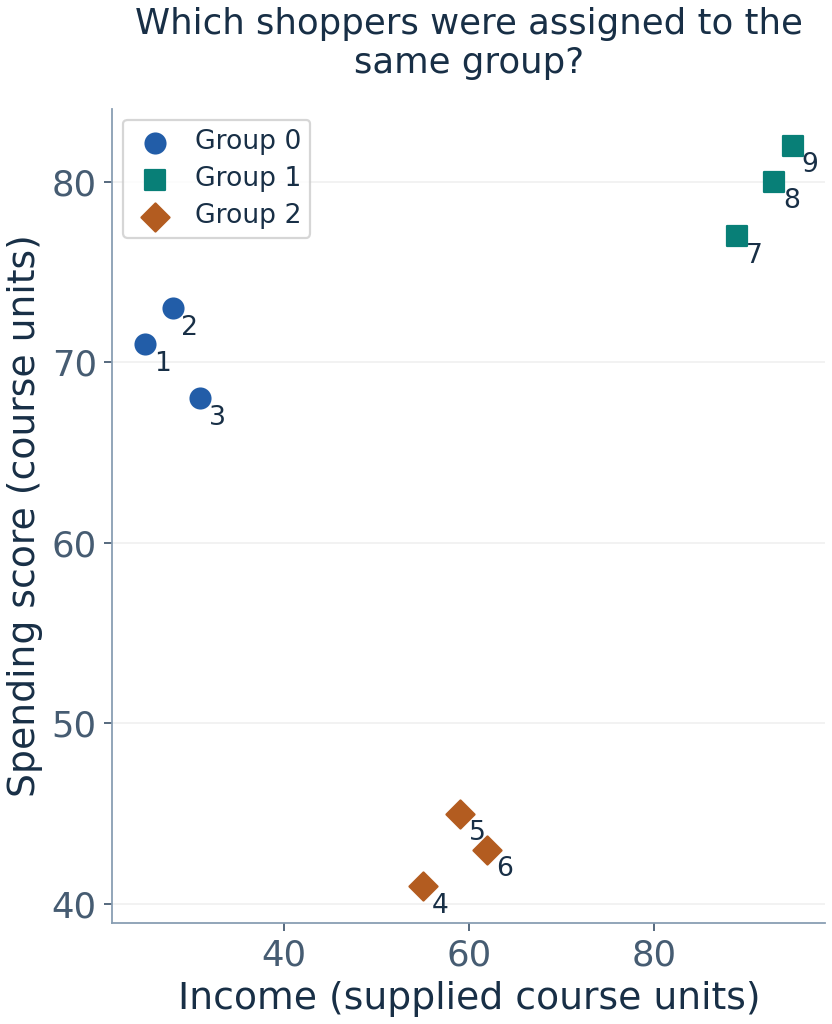 Which shoppers were assigned to the
same group?
Group 0
Group 1
Group 2
80
70
60
50
40
Spending score (course units)
1
2
3
4
5
6
7
8
9
40
60
80
Income (supplied course units)